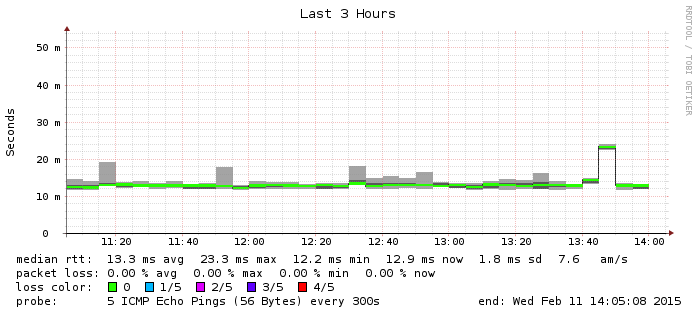 Last 3 Hours
RRDTOOL / TOBI OETIKER
Seconds
50 m
40 m
30 m
20 m
10 m
0
11:20 11:40 12:00 12:20 12:40 13:00 13:20 13:40 14:00
median rtt: 13.3 ms avg 23.3 ms max 12.2 ms min 12.9 ms now 1.8 ms sd 7.6 am/s
packet loss: 0.00 % avg 0.00 % max 0.00 % min 0.00 % now
loss color: 0 1/5 2/5 3/5 4/5
probe: 5 ICMP Echo Pings (56 Bytes) every 300s end: Wed Feb 11 14:05:08 2015